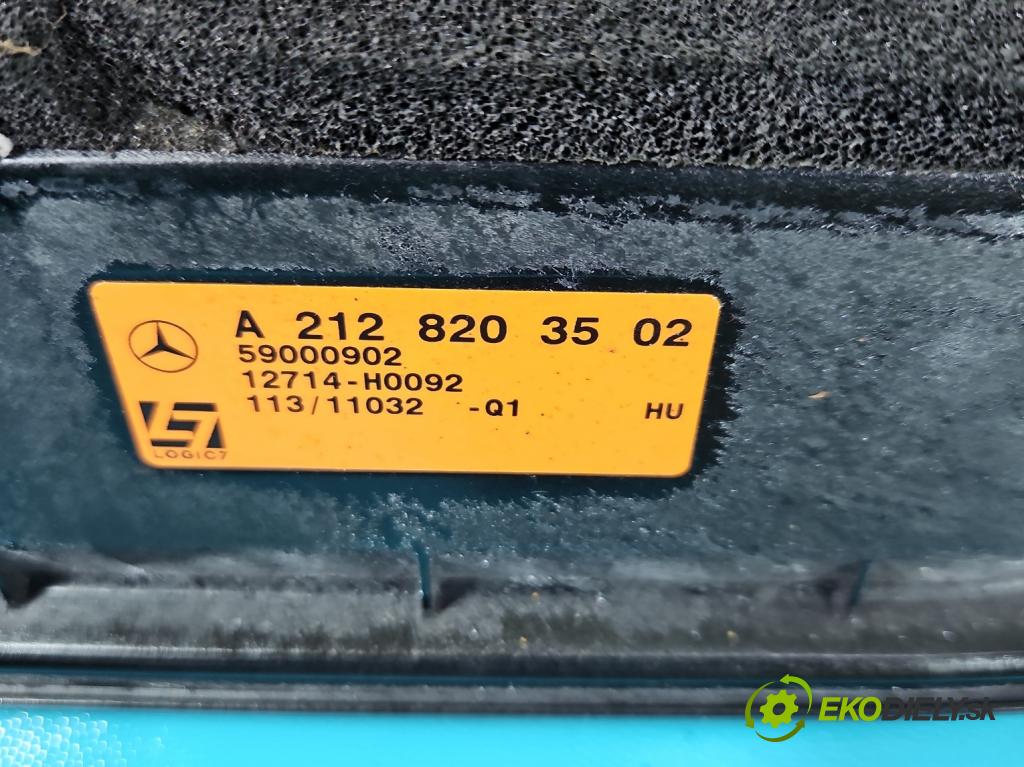 A 212 820 35 02
59000902
12714-H0092
113/11032 -Q1 HU
LOGIC7
EKODIELY.SK